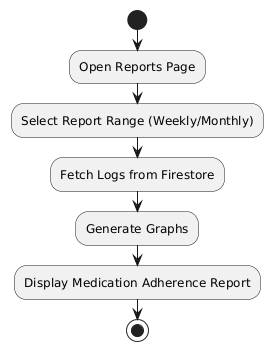 Open Reports Page
Select Report Range (Weekly/Monthly)
Fetch Logs from Firestore
Generate Graphs
Display Medication Adherence Report